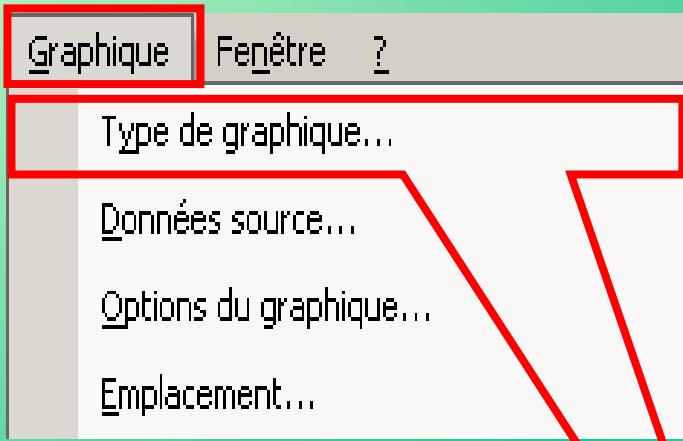 Graphique Fenêtre ?
Type de graphique...
Données source...
Options du graphique...
Emplacement...